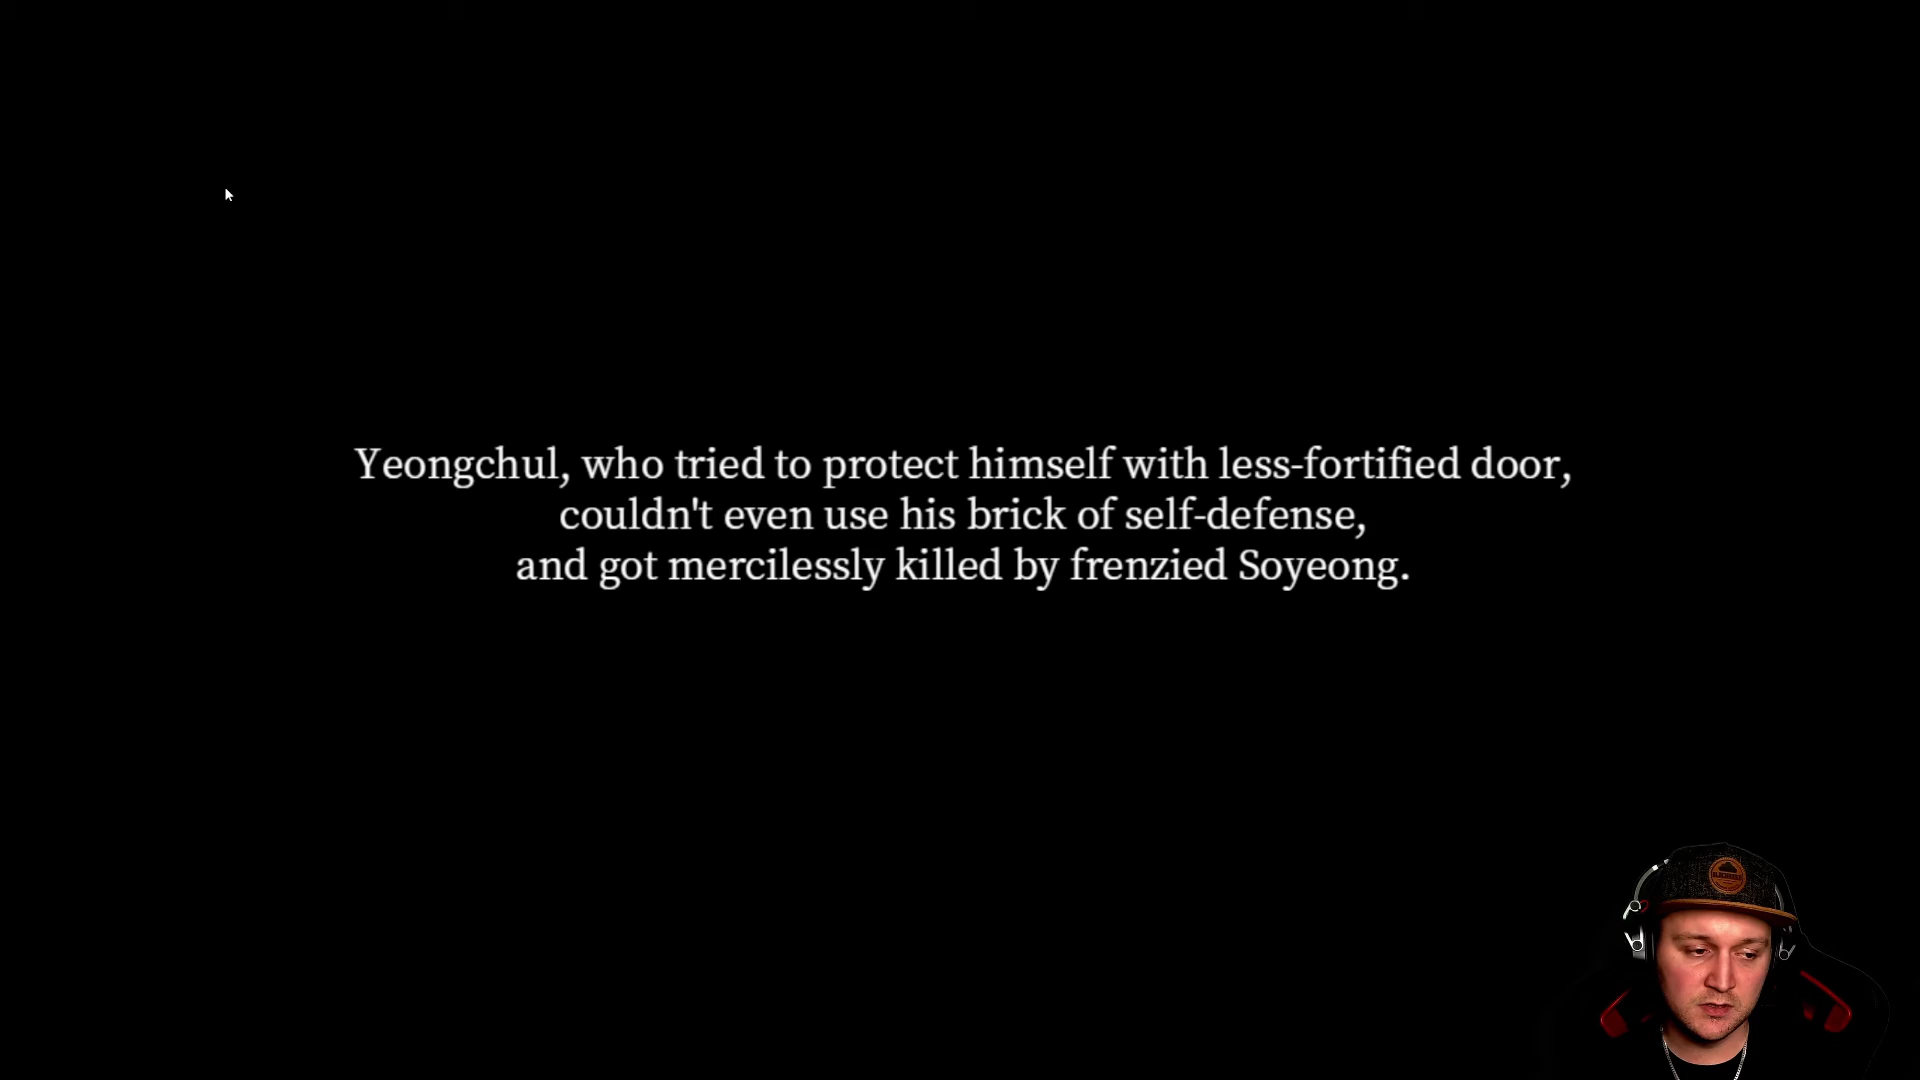 Yeongchul, who tried to protect himself with less-fortified door,
couldn't even use his brick of self-defense,
and got mercilessly killed by frenzied Soyeong.